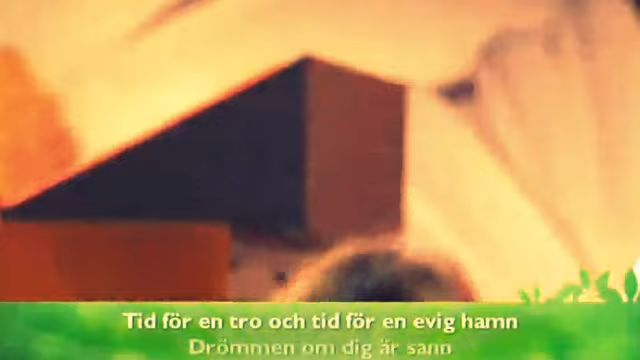 Tid för en tro och tid för en evig hamn
Drömmen om dig är sann